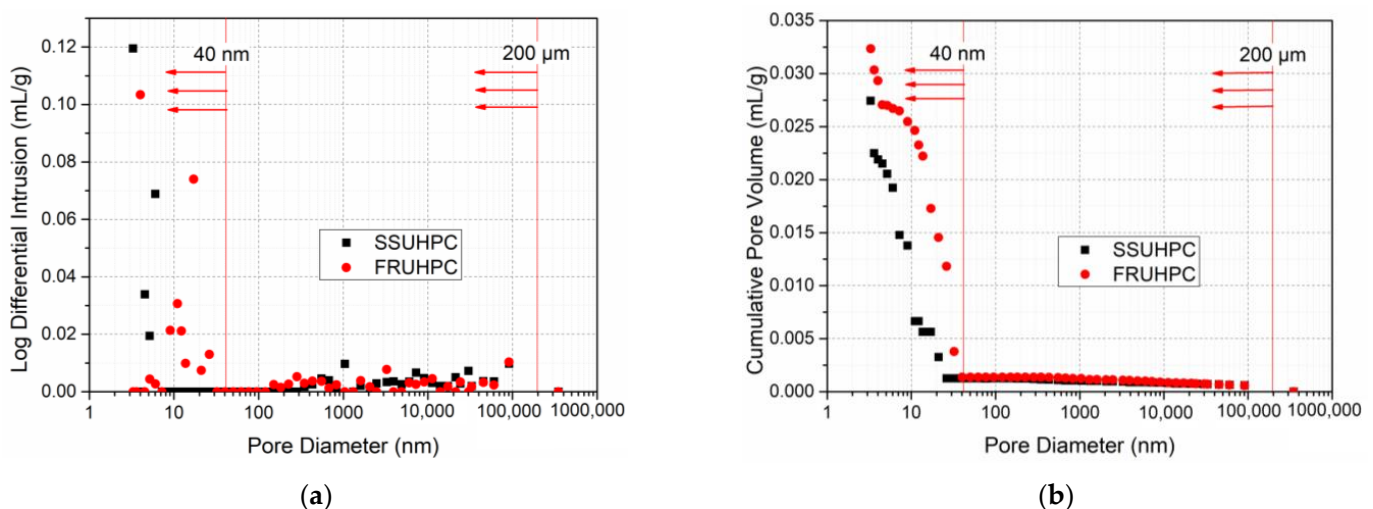 0.12
0.10
0.08
0.06
0.04
0.02
0.00
Log Differential Intrusion (mL/g)
40 nm
200 µm
SSUHPC
FRUHPC
1 10 100 1000 10,000 1000,000
Pore Diameter (nm)
(a)
0.035
0.030
0.025
0.020
0.015
0.010
0.005
0.000
Cumulative Pore Volume (mL/g)
40 nm
200 µm
SSUHPC
FRUHPC
1 10 100 1000 10,000 100,000 1000,000
Pore Diameter (nm)
(b)